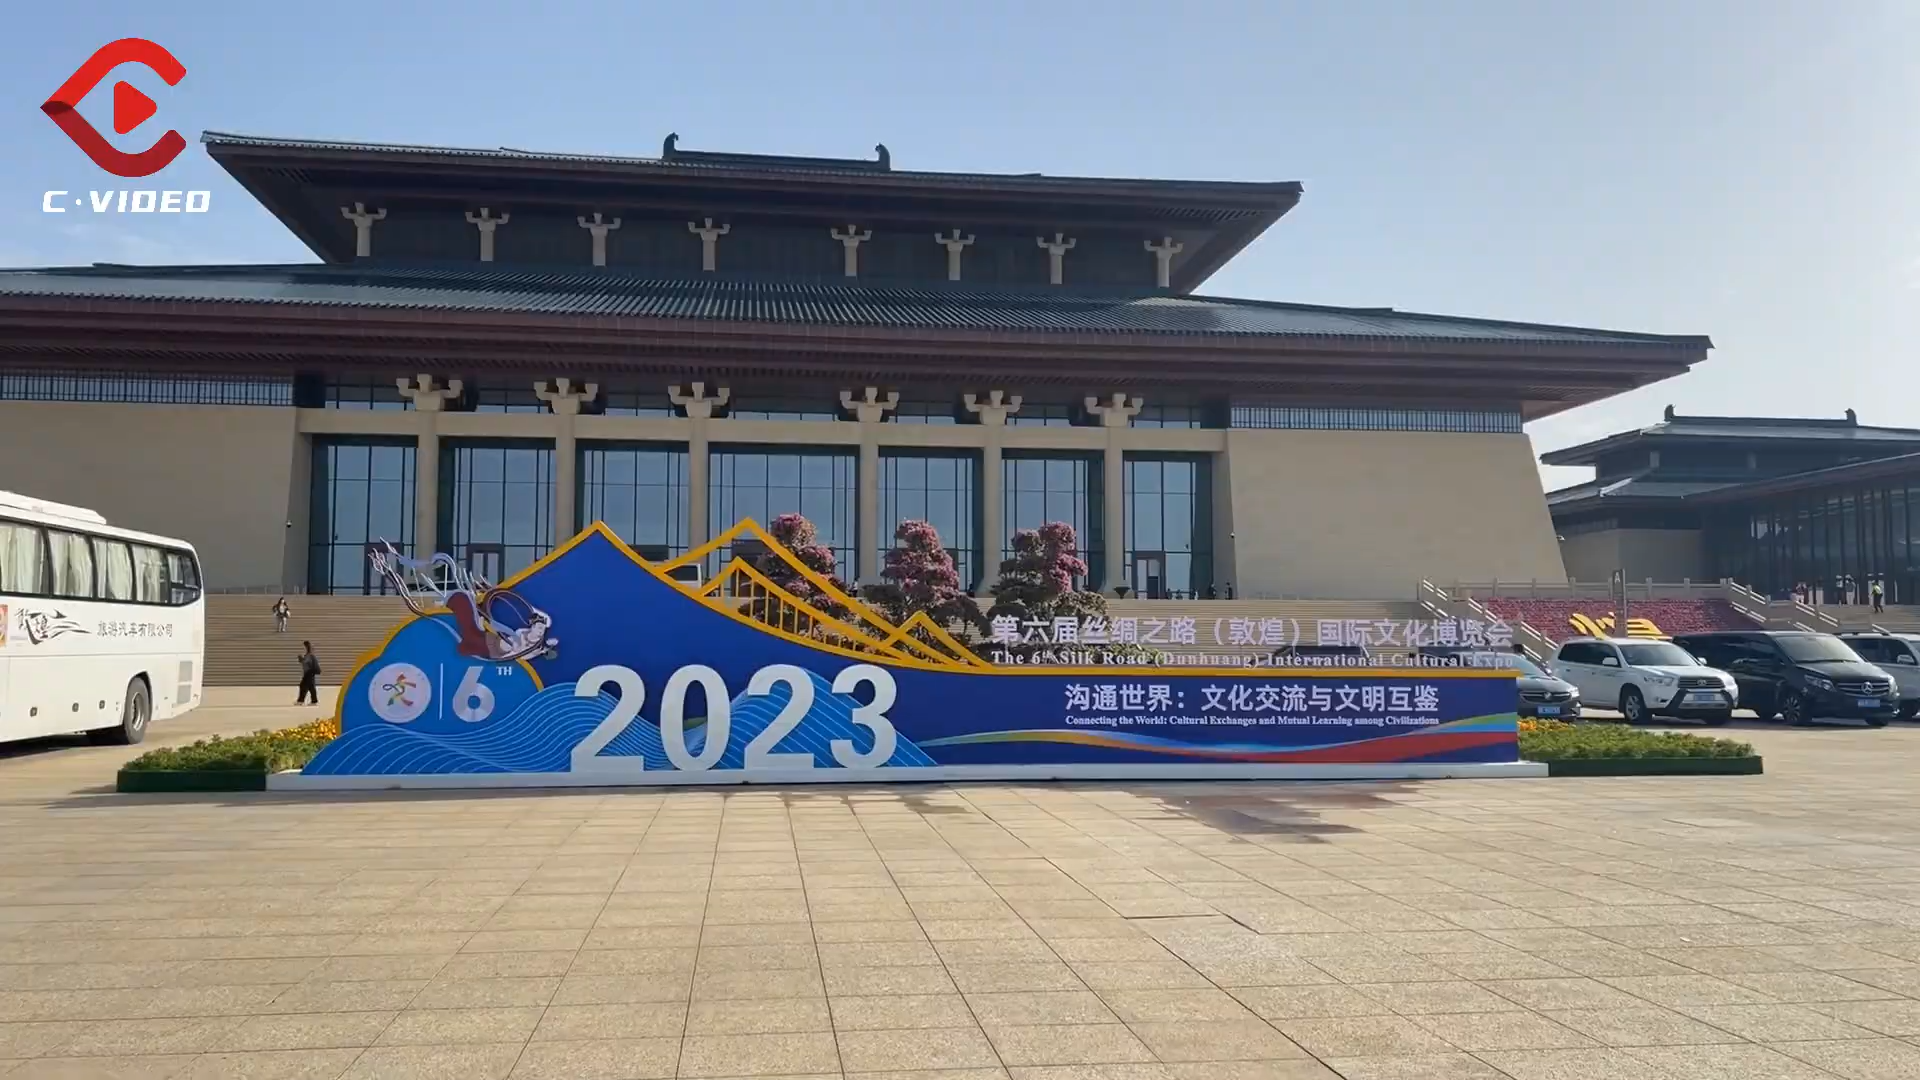 C·VIDEO
旅游汽车有限公司
第六届丝绸之路（敦煌）国际文化博览会
The 6th Silk Road (Dunhuang) International Cultural Expo
6TH
2023
沟通世界：文化交流与文明互鉴
Connecting the World: Cultural Exchanges and Mutual Learning among Civilizations
A